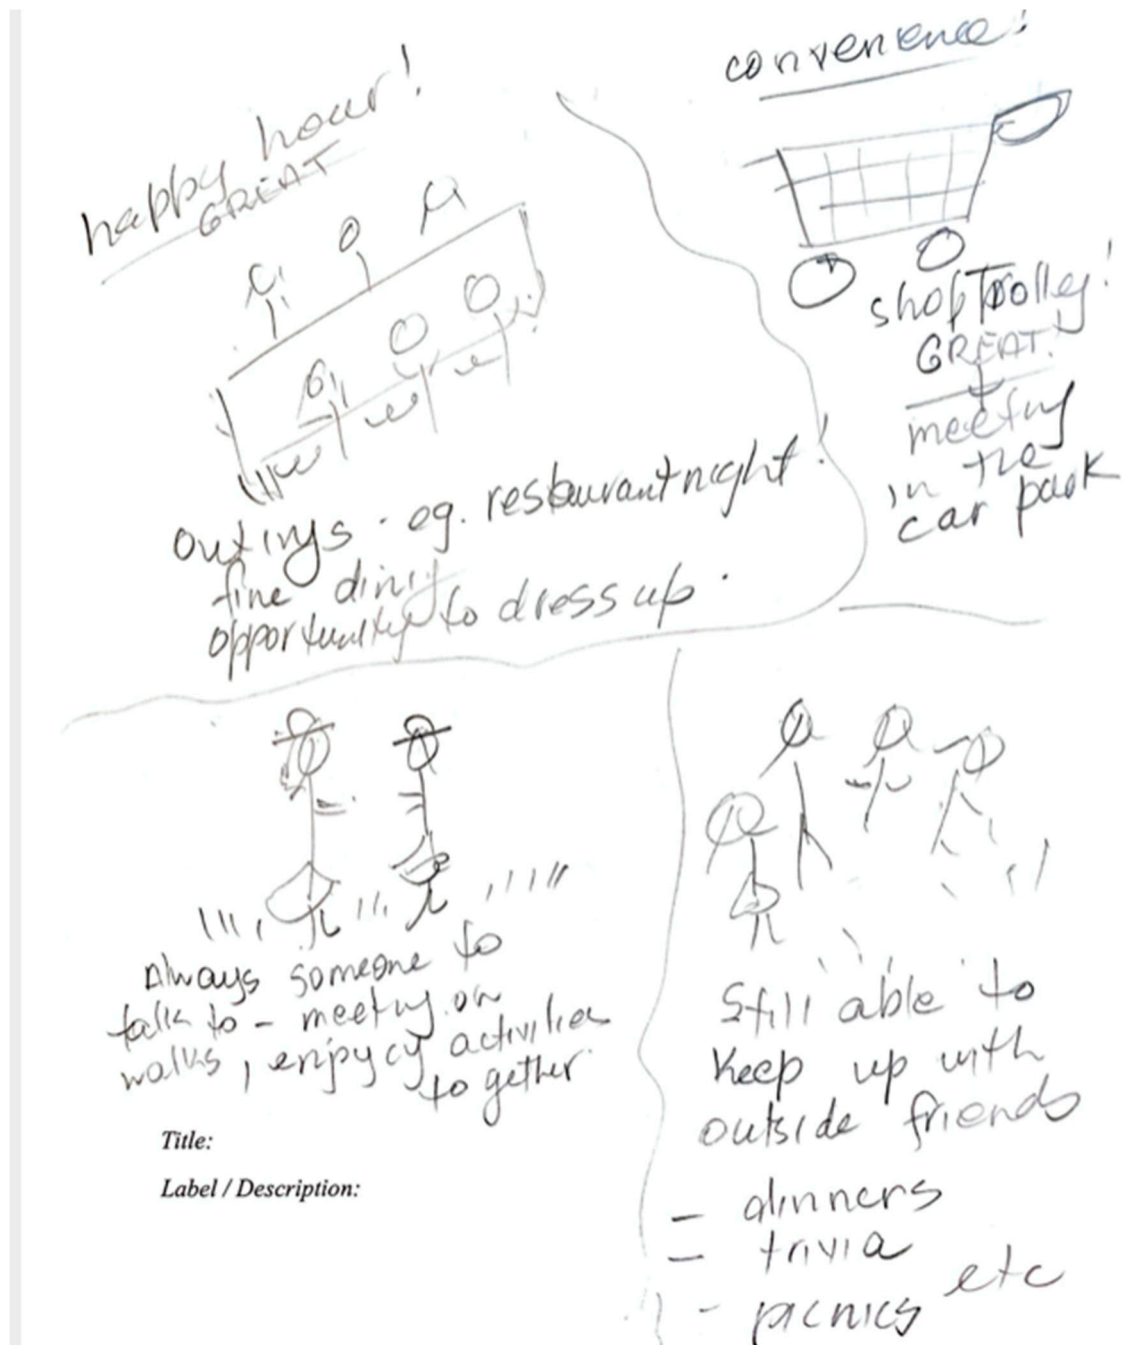 happy hour!
GREAT
outings - eg. restaurant night!
fine dining
opportunity to dress up.
convenience!
shop Trolley!
GREAT!
meeting
in the
car park
Always someone to
talk to - meeting on
walks, enjoy activities
together.
Title:
Label / Description:
Still able to
keep up with
outside friends
- dinners
- trivia
- picnics etc